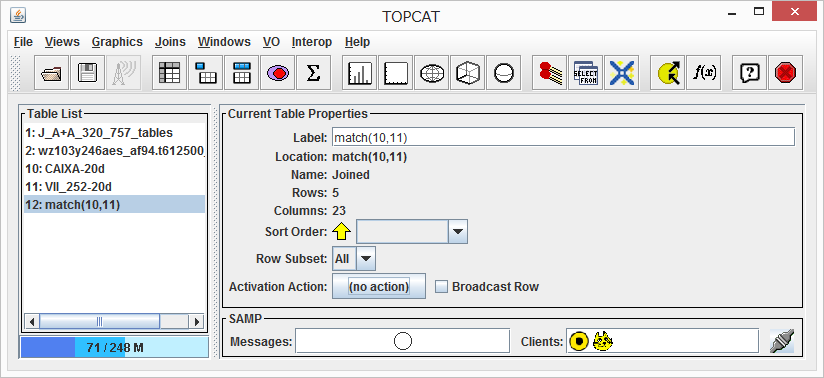 TOPCAT
File Views Graphics Joins Windows VO Interop Help
Σ SELECT FROM f(x) ?
Table List
1: J_A+A_320_757_tables
2: wz103y246aes_af94.t612500_
10: CAIXA-20d
11: VII_252-20d
12: match(10,11)
71 / 248 M
Current Table Properties
Label: match(10,11)
Location: match(10,11)
Name: Joined
Rows: 5
Columns: 23
Sort Order:
Row Subset: All
Activation Action: (no action) Broadcast Row
SAMP
Messages: Clients: